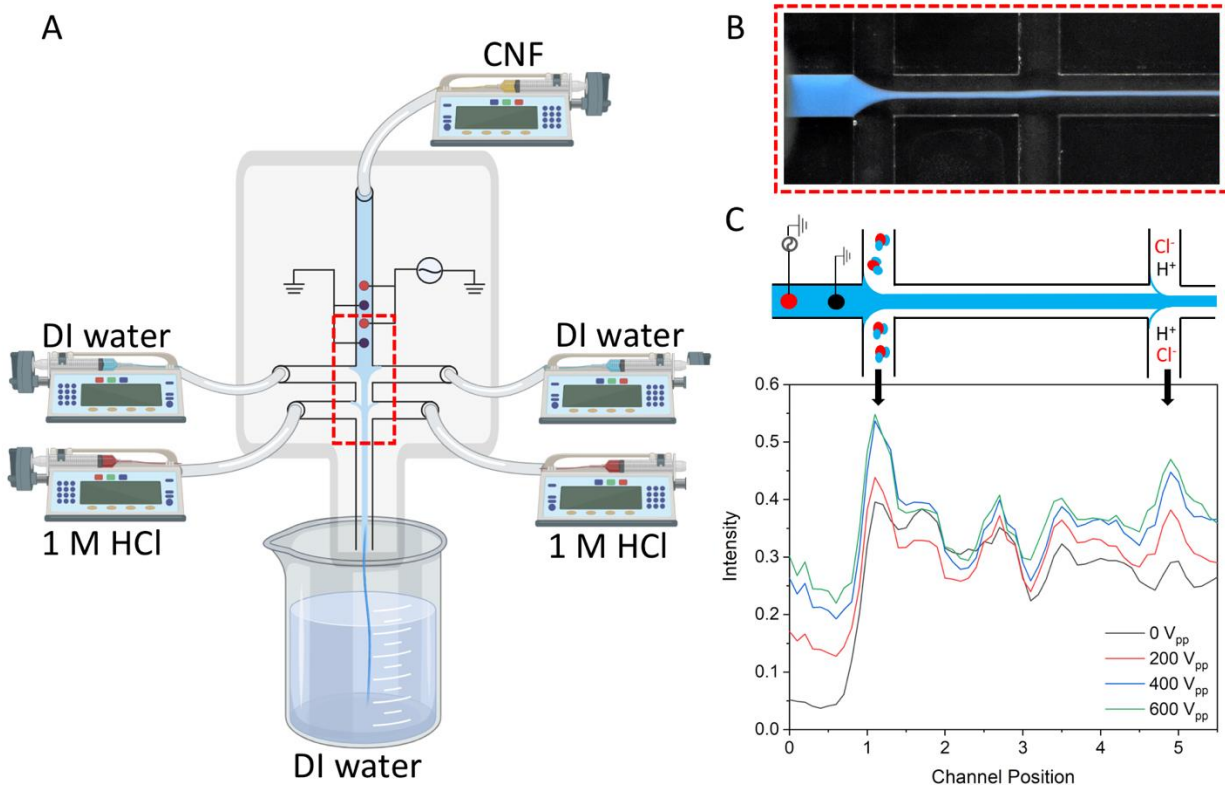 A
CNF
DI water
DI water
1 M HCl
1 M HCl
DI water
B
C
Cl⁻
H⁺
H⁺
Cl⁻
0.6
0.5
0.4
0.3
0.2
0.1
0.0
Intensity
0 Vpp
200 Vpp
400 Vpp
600 Vpp
0 1 2 3 4 5
Channel Position